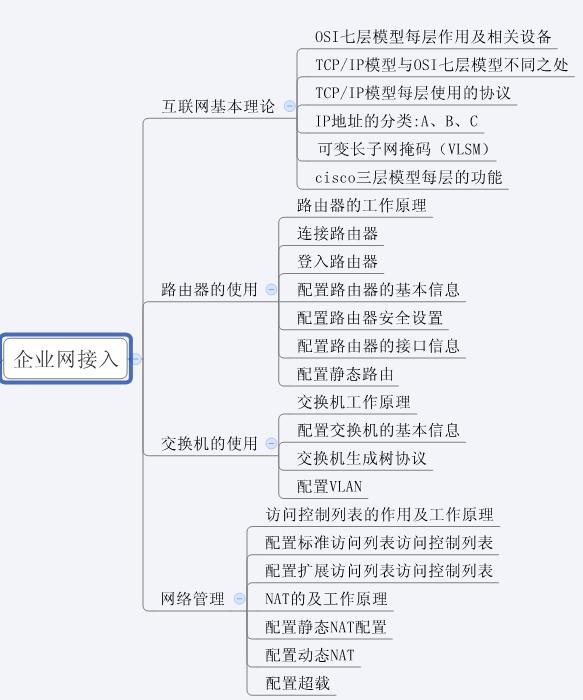 企业网接入
互联网基本理论
OSI七层模型每层作用及相关设备
TCP/IP模型与OSI七层模型不同之处
TCP/IP模型每层使用的协议
IP地址的分类:A、B、C
可变长子网掩码（VLSM）
cisco三层模型每层的功能
路由器的使用
路由器的工作原理
连接路由器
登入路由器
配置路由器的基本信息
配置路由器安全设置
配置路由器的接口信息
配置静态路由
交换机的使用
交换机工作原理
配置交换机的基本信息
交换机生成树协议
配置VLAN
网络管理
访问控制列表的作用及工作原理
配置标准访问列表访问控制列表
配置扩展访问列表访问控制列表
NAT的及工作原理
配置静态NAT配置
配置动态NAT
配置超载